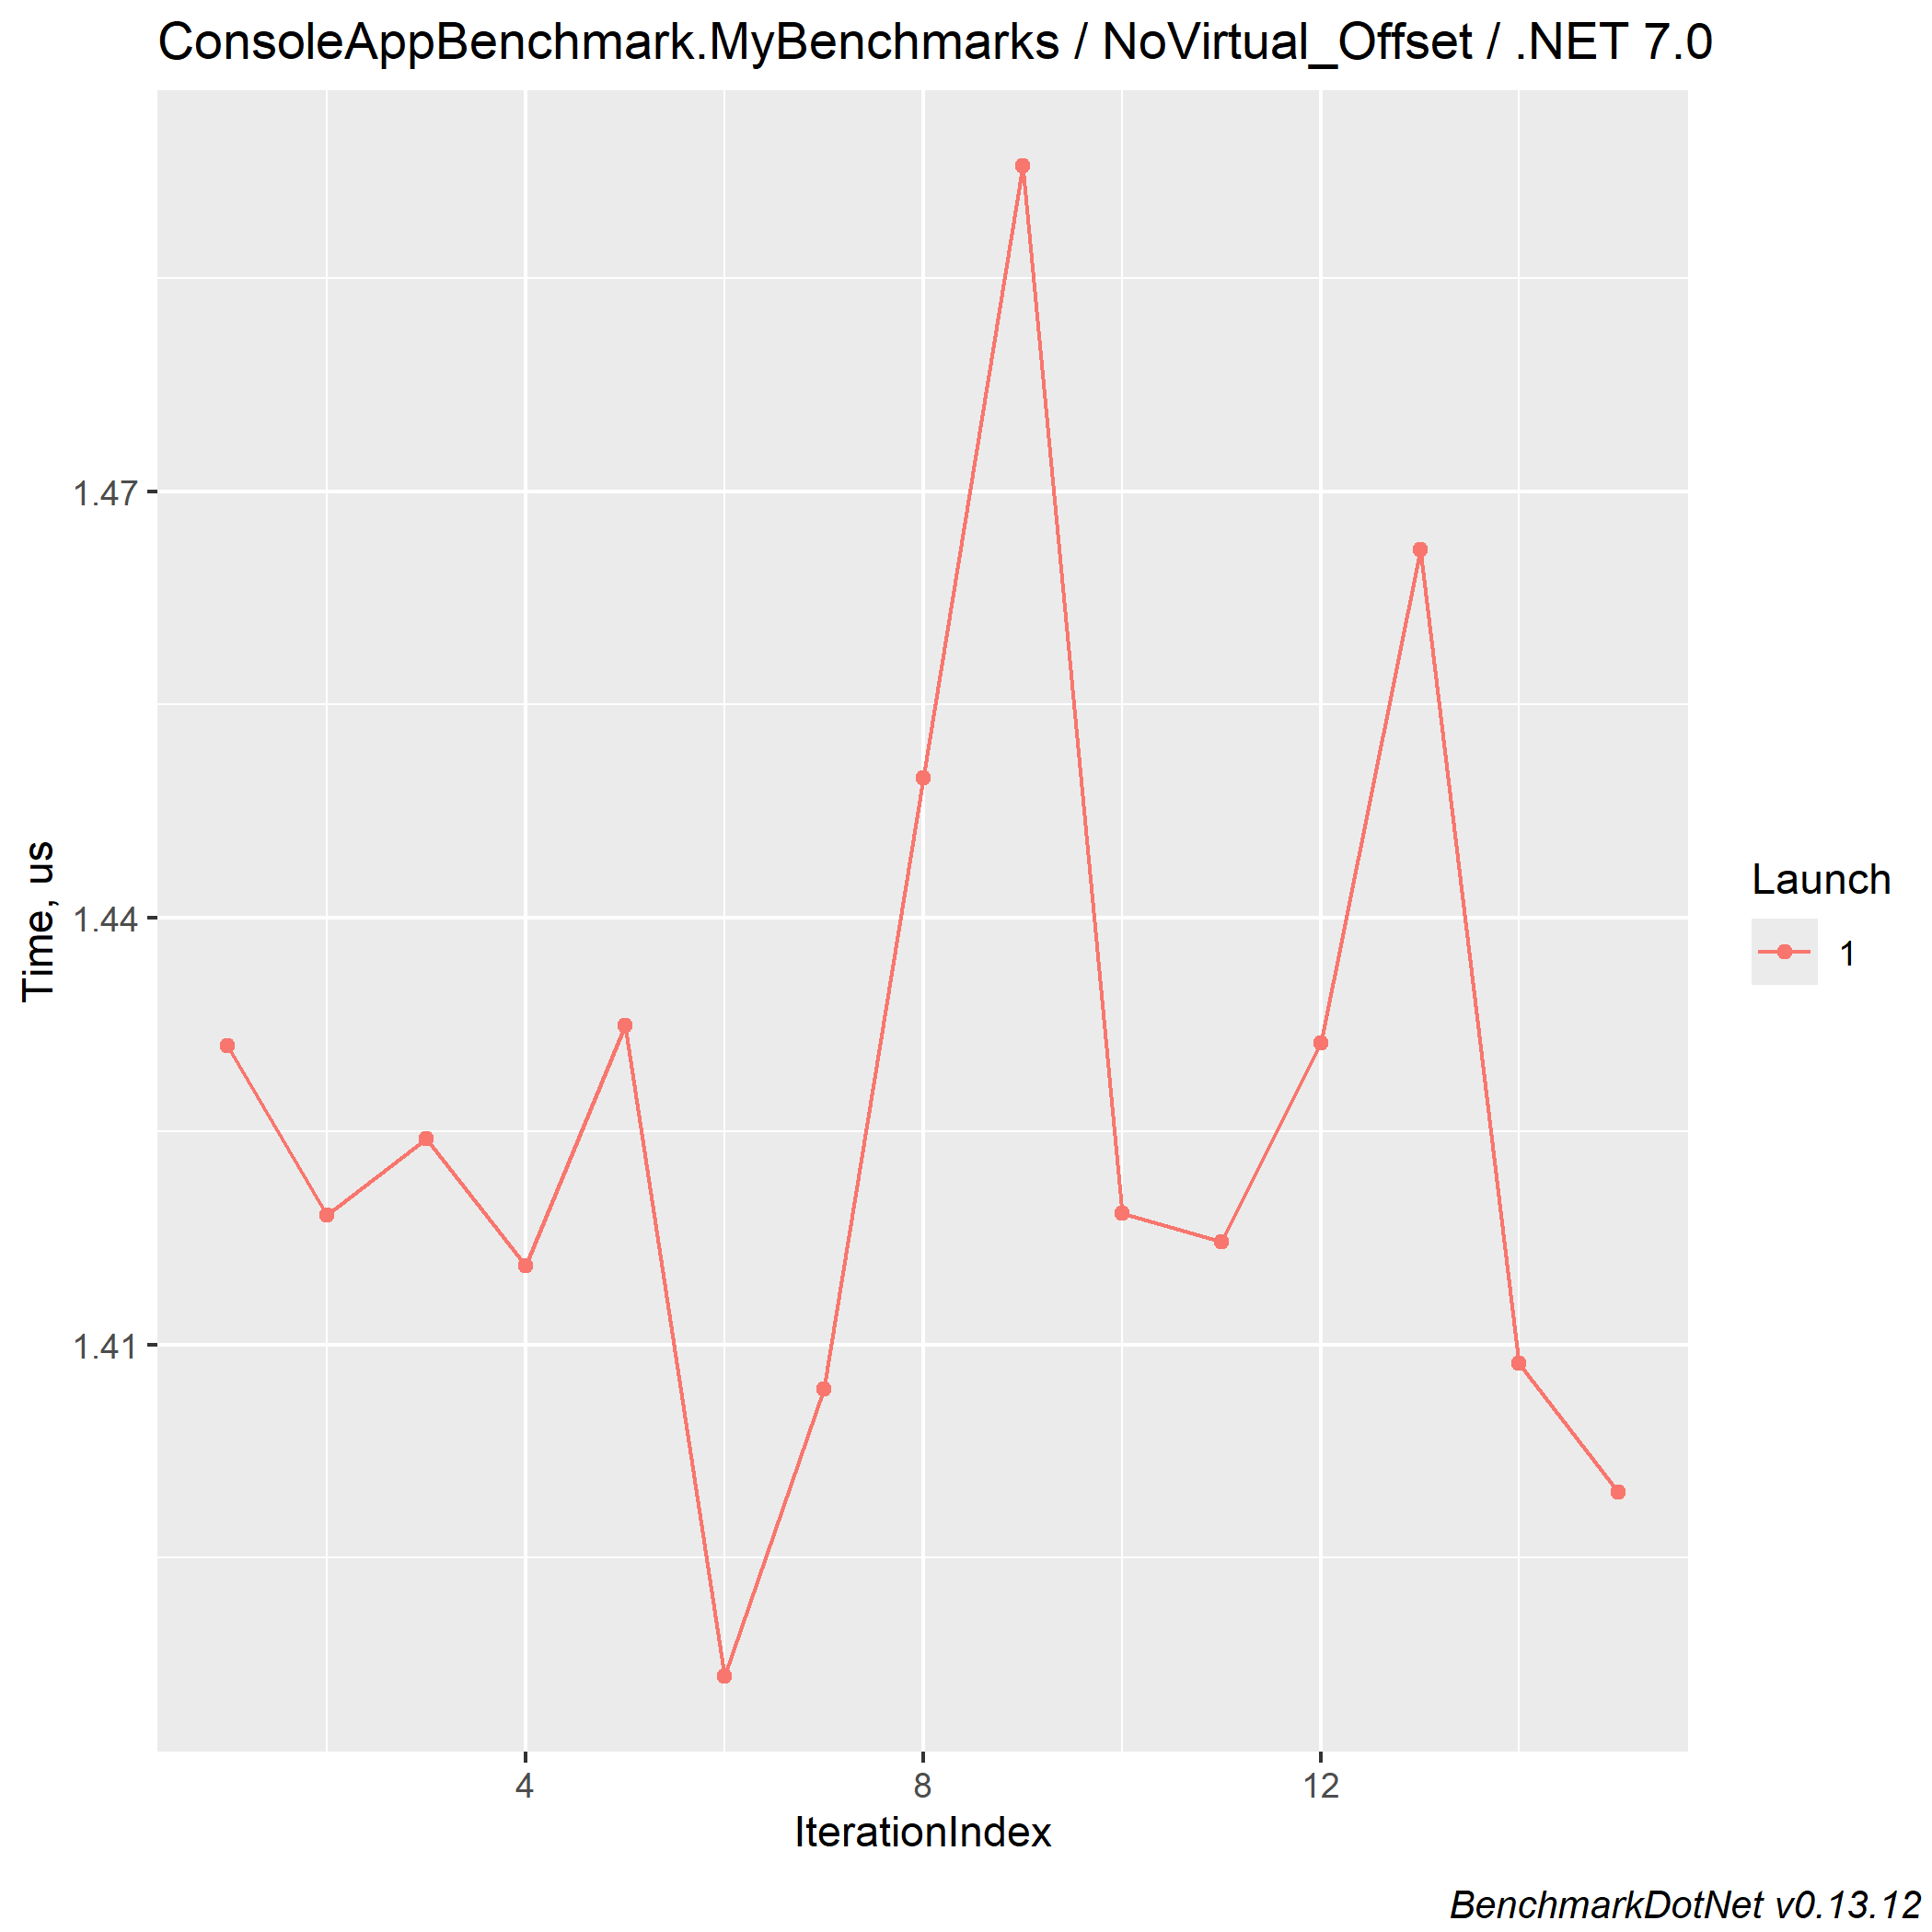 ConsoleAppBenchmark.MyBenchmarks / NoVirtual_Offset / .NET 7.0
Time, us
1.47
1.44
1.41
4
8
12
IterationIndex
Launch
1
BenchmarkDotNet v0.13.12